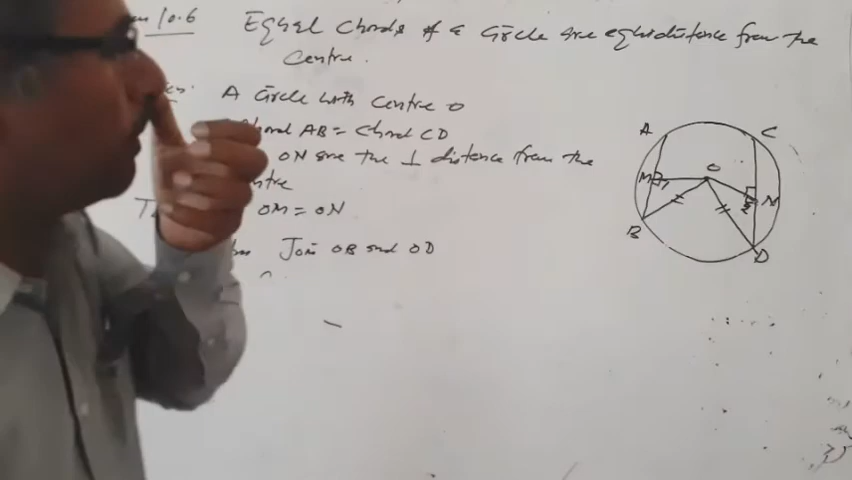 10.6 Equal Chords of a circle are equidistance from the
Centre.
A Circle with Centre O
Chord AB = Chord CD
ON are the ⊥ distance from the
OM = ON
Join OB and OD
A
C
O
M
N
B
D